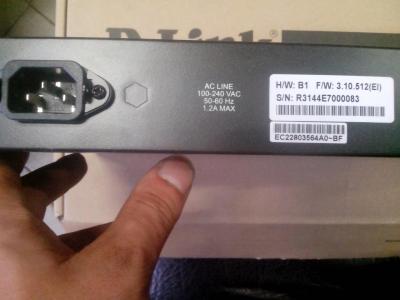 D-Link
AC LINE
100-240 VAC
50-60 Hz
1.2A MAX
H/W: B1 F/W: 3.10.512(EI)
S/N: R3144E7000083
EC22803564A0~BF